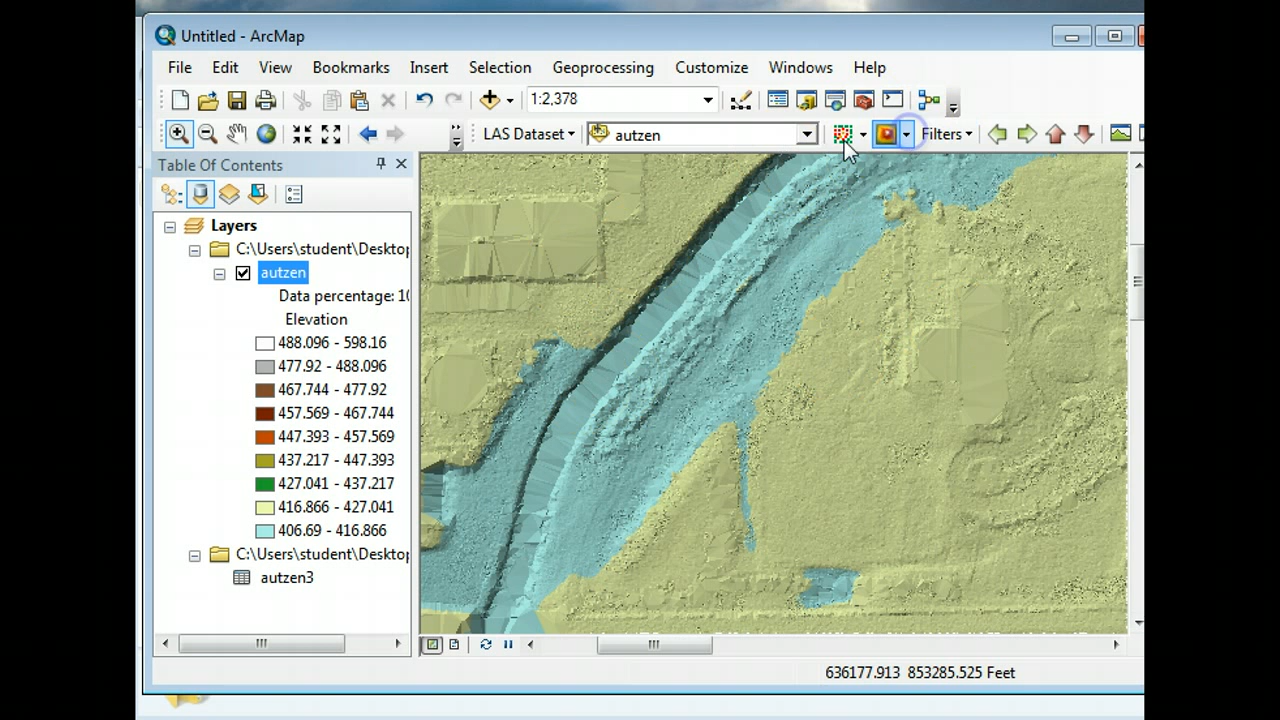 Untitled - ArcMap
File Edit View Bookmarks Insert Selection Geoprocessing Customize Windows Help
1:2,378
LAS Dataset autzen Filters
Table Of Contents
Layers
C:\Users\student\Desktop
autzen
Data percentage: 10
Elevation
488.096 - 598.16
477.92 - 488.096
467.744 - 477.92
457.569 - 467.744
447.393 - 457.569
437.217 - 447.393
427.041 - 437.217
416.866 - 427.041
406.69 - 416.866
C:\Users\student\Desktop
autzen3
636177.913 853285.525 Feet